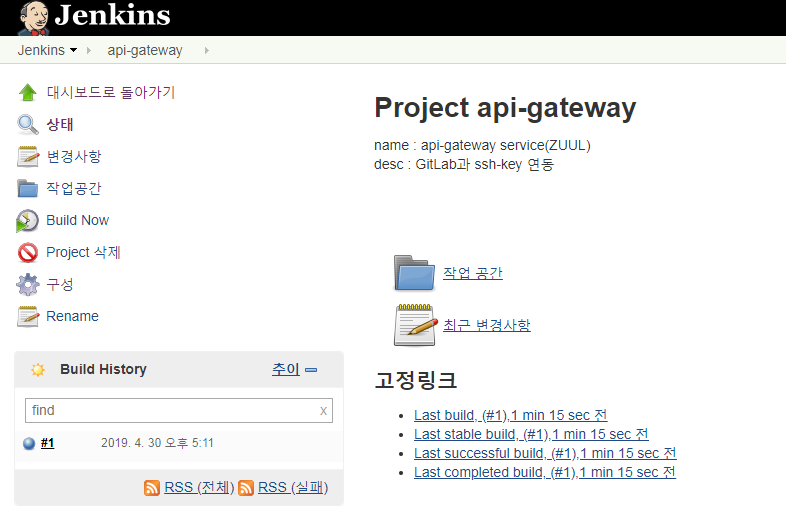 Jenkins
Jenkins
api-gateway
대시보드로 돌아가기
상태
변경사항
작업공간
Build Now
Project 삭제
구성
Rename
Build History
추이
find
x
#1
2019. 4. 30 오후 5:11
RSS (전체)
RSS (실패)
Project api-gateway
name : api-gateway service(ZUUL)
desc : GitLab과 ssh-key 연동
작업 공간
최근 변경사항
고정링크
Last build, (#1),1 min 15 sec 전
Last stable build, (#1),1 min 15 sec 전
Last successful build, (#1),1 min 15 sec 전
Last completed build, (#1),1 min 15 sec 전